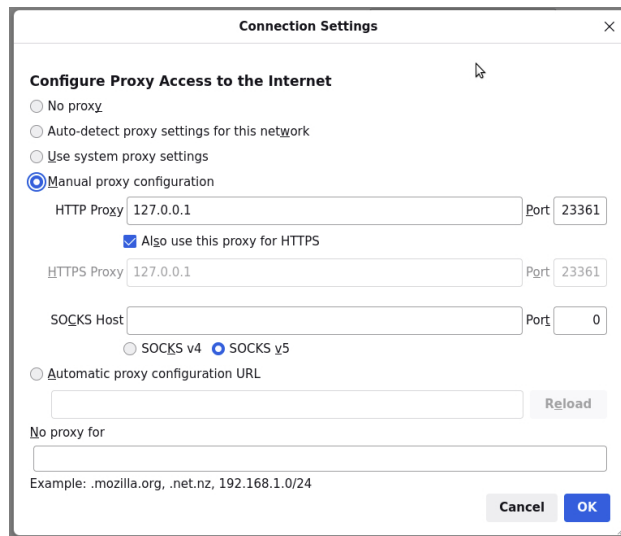 Connection Settings
Configure Proxy Access to the Internet
No proxy
Auto-detect proxy settings for this network
Use system proxy settings
Manual proxy configuration
HTTP Proxy 127.0.0.1 Port 23361
Also use this proxy for HTTPS
HTTPS Proxy 127.0.0.1 Port 23361
SOCKS Host Port 0
SOCKS v4 SOCKS v5
Automatic proxy configuration URL
Reload
No proxy for
Example: .mozilla.org, .net.nz, 192.168.1.0/24
Cancel OK